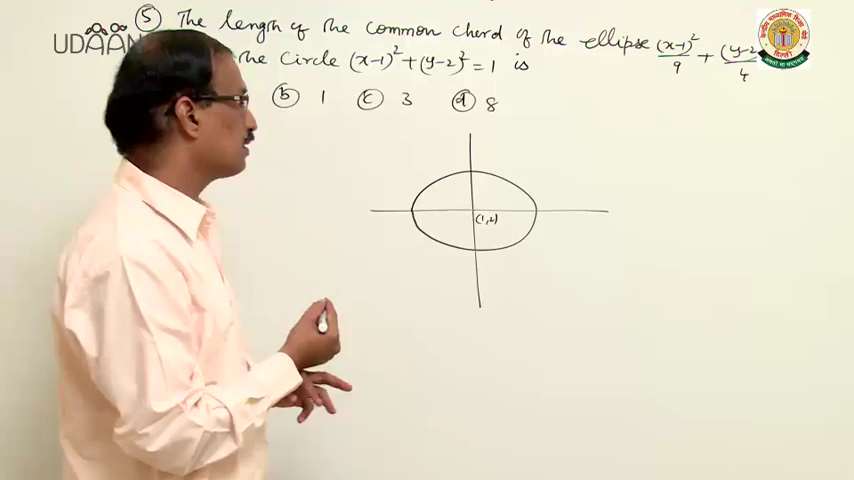 UDAAN
⑤ The length of the common chord of the ellipse (x-1)²/9 + (y-2/4
the circle (x-1)² + (y-2)² = 1 is
ⓑ 1 ⓒ 3 ⓓ 8
(1,2)